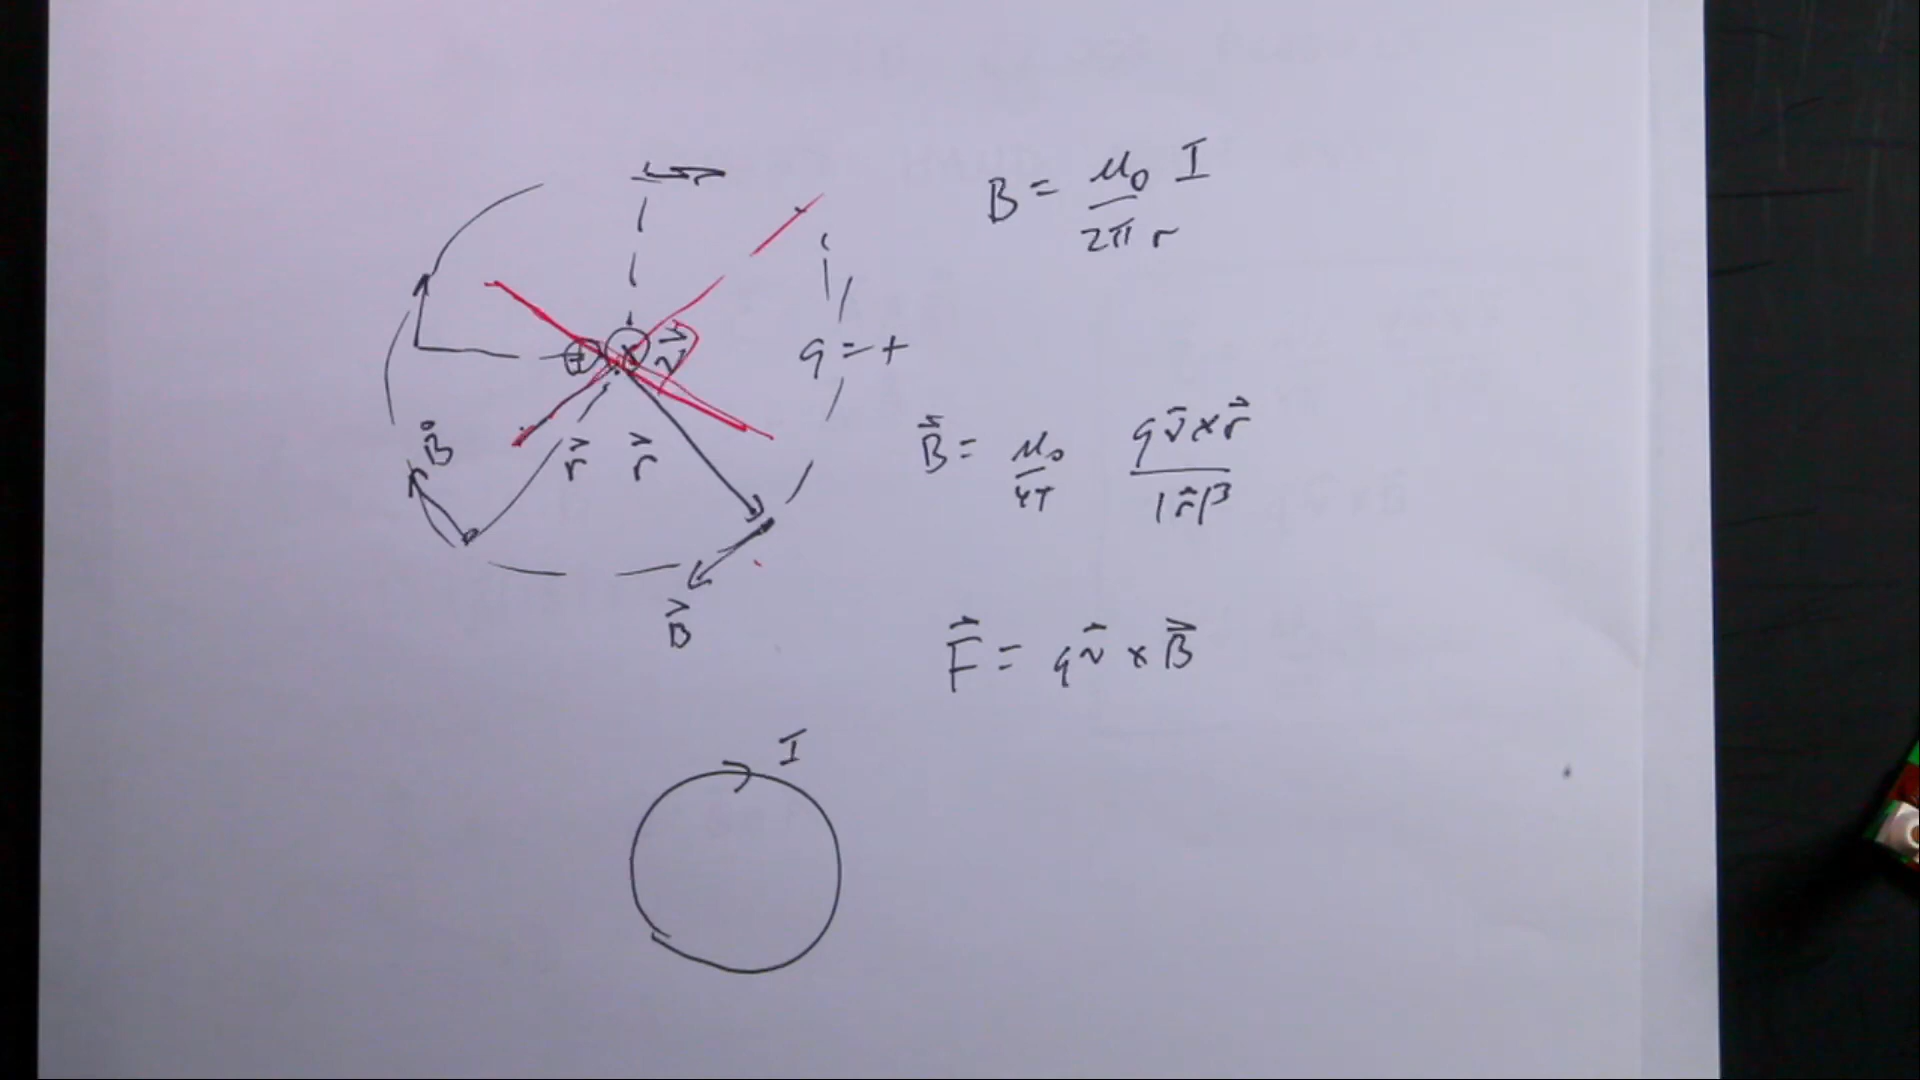 B = μ₀ I / 2π r
q = +
v⃗
B⃗
r⃗ r⃗
B⃗ = μ₀ / 4π q v⃗ × r⃗ / |r⃗|³
B⃗
F⃗ = q v⃗ × B⃗
I